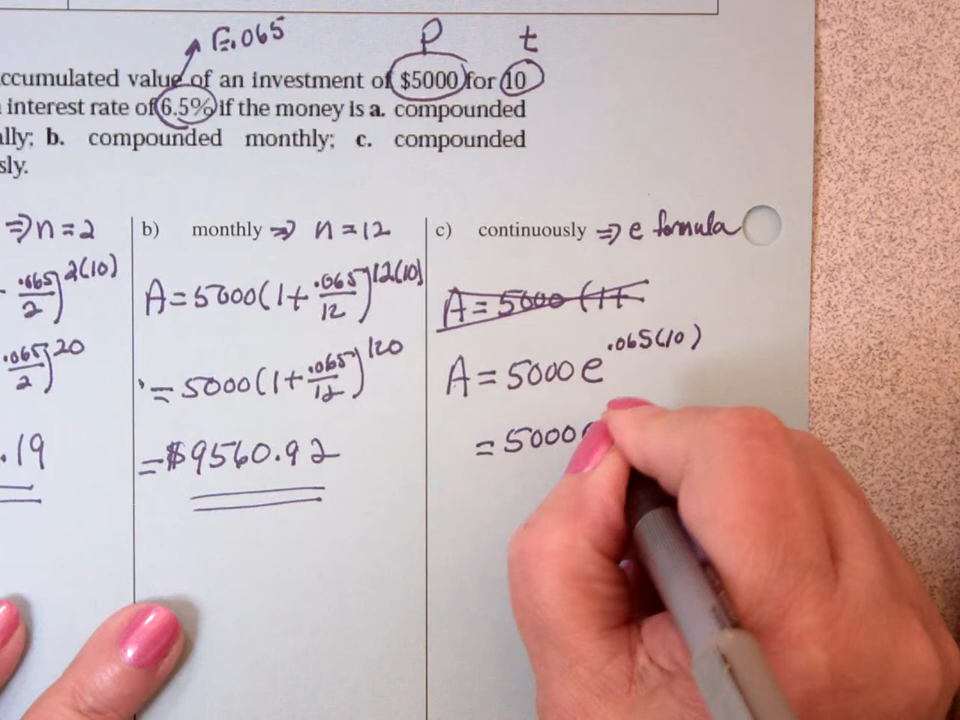 r=.065 P t
ccumulated value of an investment of $5000 for 10
interest rate of 6.5% if the money is a. compounded
lly; b. compounded monthly; c. compounded
sly.
⇒ n = 2
.065/2)^2(10)
.065/2)^20
.19
b) monthly ⇒ n = 12
A = 5000(1 + .065/12)^12(10)
= 5000(1 + .065/12)^120
= $9560.92
c) continuously ⇒ e formula
A = 5000 (1+
A = 5000 e^.065(10)
= 5000